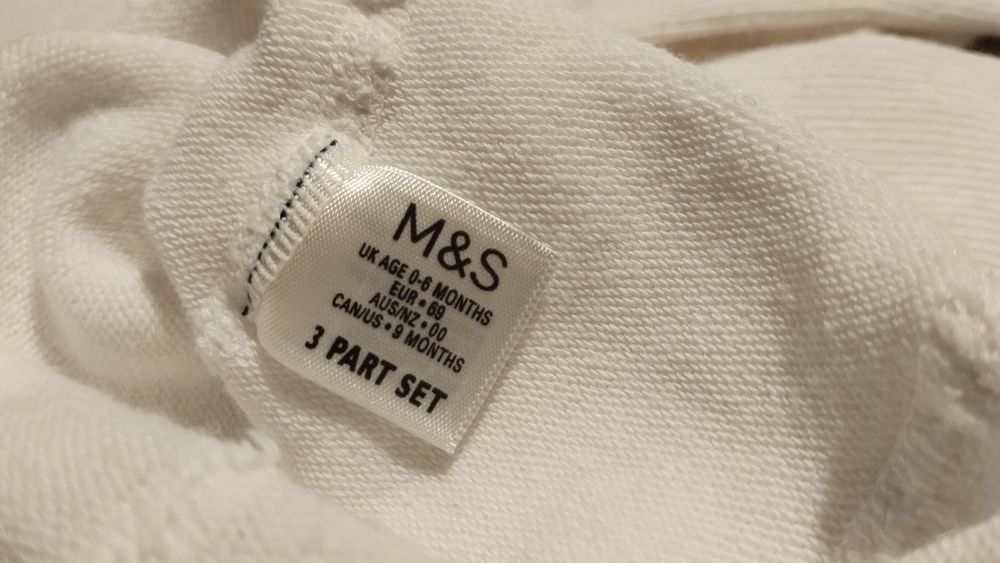 M&S
UK AGE 0-6 MONTHS
EUR • 69
AUS/NZ • 00
CAN/US • 9 MONTHS
3 PART SET